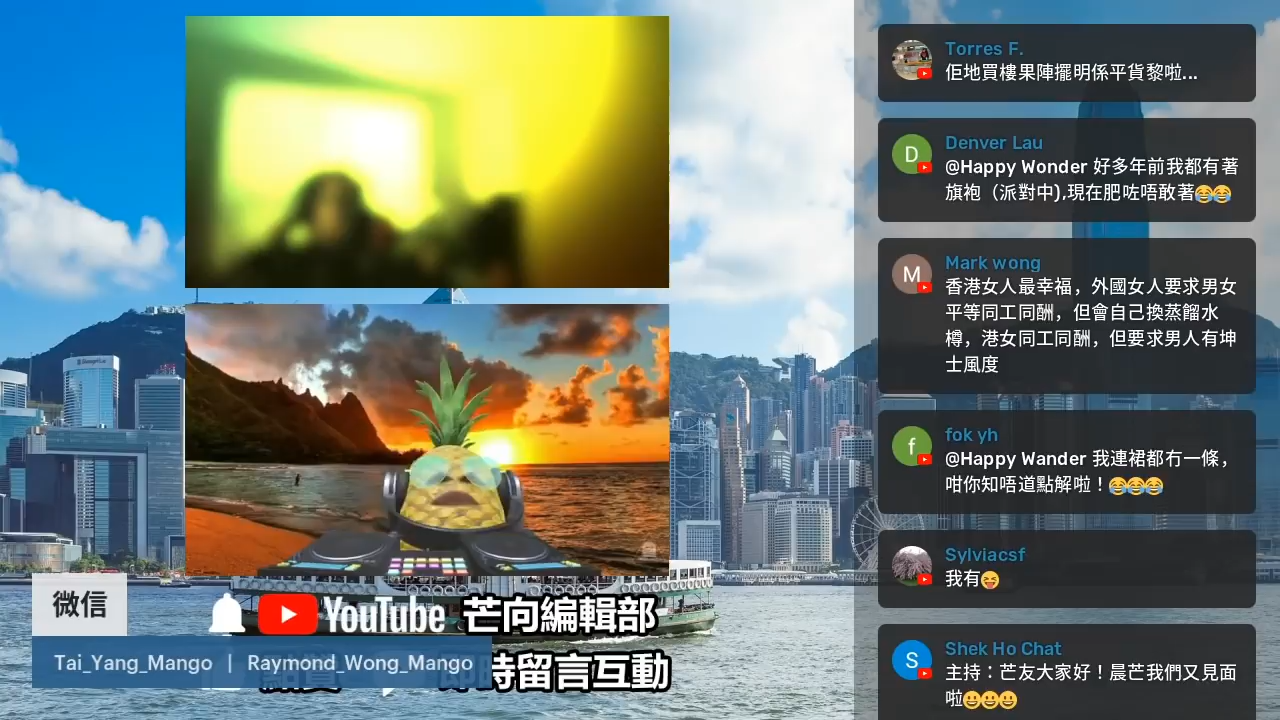 Torres F.
佢地買樓果陣擺明係平貨黎啦...
Denver Lau
@Happy Wonder 好多年前我都有著
旗袍（派對中),現在肥咗唔敢著😂😂
Mark wong
香港女人最幸福，外國女人要求男女
平等同工同酬，但會自己換蒸餾水
樽，港女同工同酬，但要求男人有坤
士風度
fok yh
@Happy Wander 我連裙都冇一條，
咁你知唔道點解啦！😂😂😂
Sylviacsf
我有😝
Shek Ho Chat
主持：芒友大家好！晨芒我們又見面
啦😀😀😀
微信
YouTube 芒向編輯部
Tai_Yang_Mango | Raymond_Wong_Mango
時留言互動